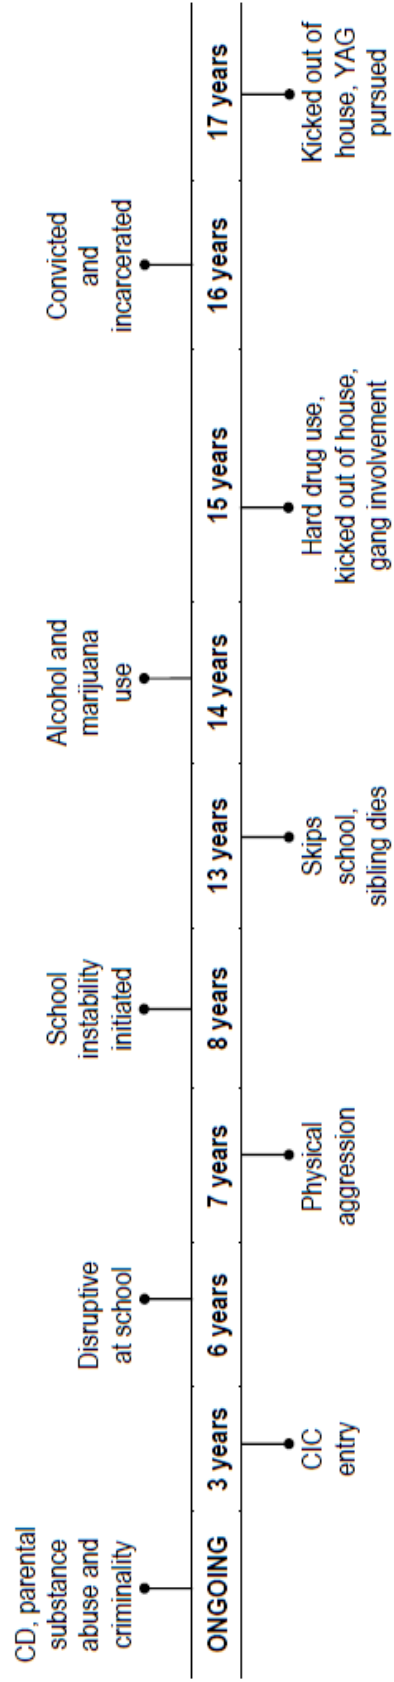 CD, parental
substance
abuse and
criminality
ONGOING
3 years
CIC
entry
Disruptive
at school
6 years
7 years
Physical
aggression
School
instability
initiated
8 years
13 years
Skips
school,
sibling dies
Alcohol and
marijuana
use
14 years
15 years
Hard drug use,
kicked out of house,
gang involvement
Convicted
and
incarcerated
16 years
17 years
Kicked out of
house, YAG
pursued